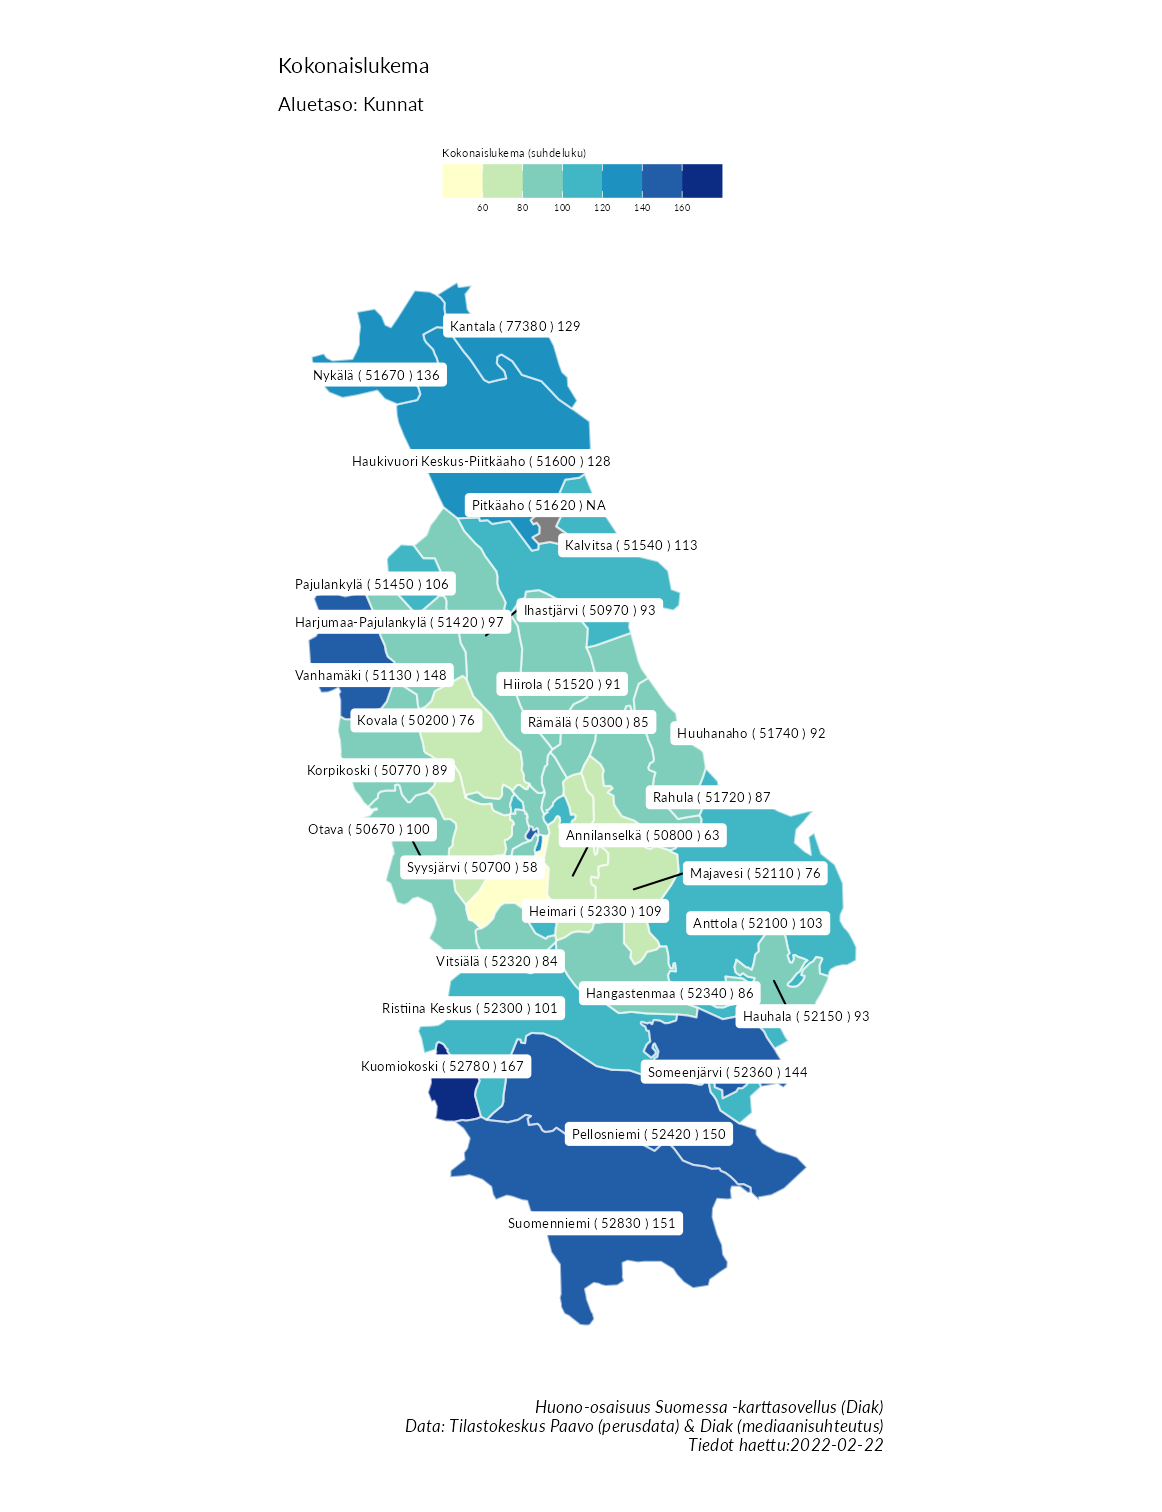 Kokonaislukema
Aluetaso: Kunnat
Kokonaislukema (suhdeluku)
60 80 100 120 140 160
Kantala ( 77380 ) 129
Nykälä ( 51670 ) 136
Haukivuori Keskus-Piitkäaho ( 51600 ) 128
Pitkäaho ( 51620 ) NA
Kalvitsa ( 51540 ) 113
Pajulankylä ( 51450 ) 106
Ihastjärvi ( 50970 ) 93
Harjumaa-Pajulankylä ( 51420 ) 97
Vanhamäki ( 51130 ) 148
Hiirola ( 51520 ) 91
Kovala ( 50200 ) 76
Rämälä ( 50300 ) 85
Huuhanaho ( 51740 ) 92
Korpikoski ( 50770 ) 89
Rahula ( 51720 ) 87
Otava ( 50670 ) 100
Annilanselkä ( 50800 ) 63
Syysjärvi ( 50700 ) 58
Majavesi ( 52110 ) 76
Heimari ( 52330 ) 109
Anttola ( 52100 ) 103
Vitsiälä ( 52320 ) 84
Hangastenmaa ( 52340 ) 86
Ristiina Keskus ( 52300 ) 101
Hauhala ( 52150 ) 93
Kuomiokoski ( 52780 ) 167
Someenjärvi ( 52360 ) 144
Pellosniemi ( 52420 ) 150
Suomenniemi ( 52830 ) 151
Huono-osaisuus Suomessa -karttasovellus (Diak)
Data: Tilastokeskus Paavo (perusdata) & Diak (mediaanisuhteutus)
Tiedot haettu:2022-02-22